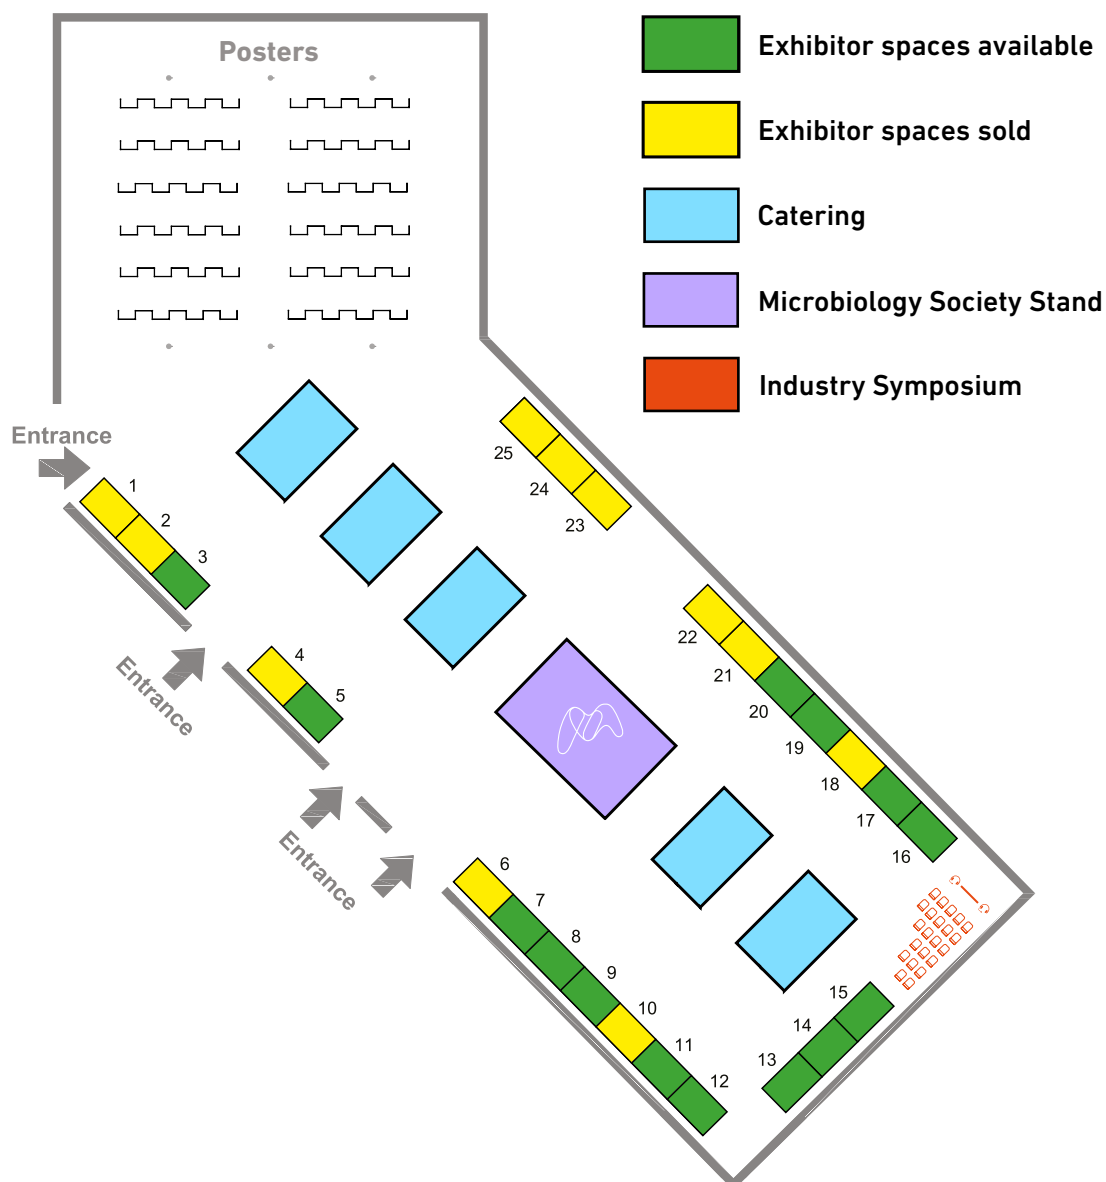 Posters
Exhibitor spaces available
Exhibitor spaces sold
Catering
Microbiology Society Stand
Industry Symposium
Entrance
1
2
3
Entrance
4
5
Entrance
6
7
8
9
10
11
12
13
14
15
16
17
18
19
20
21
22
23
24
25